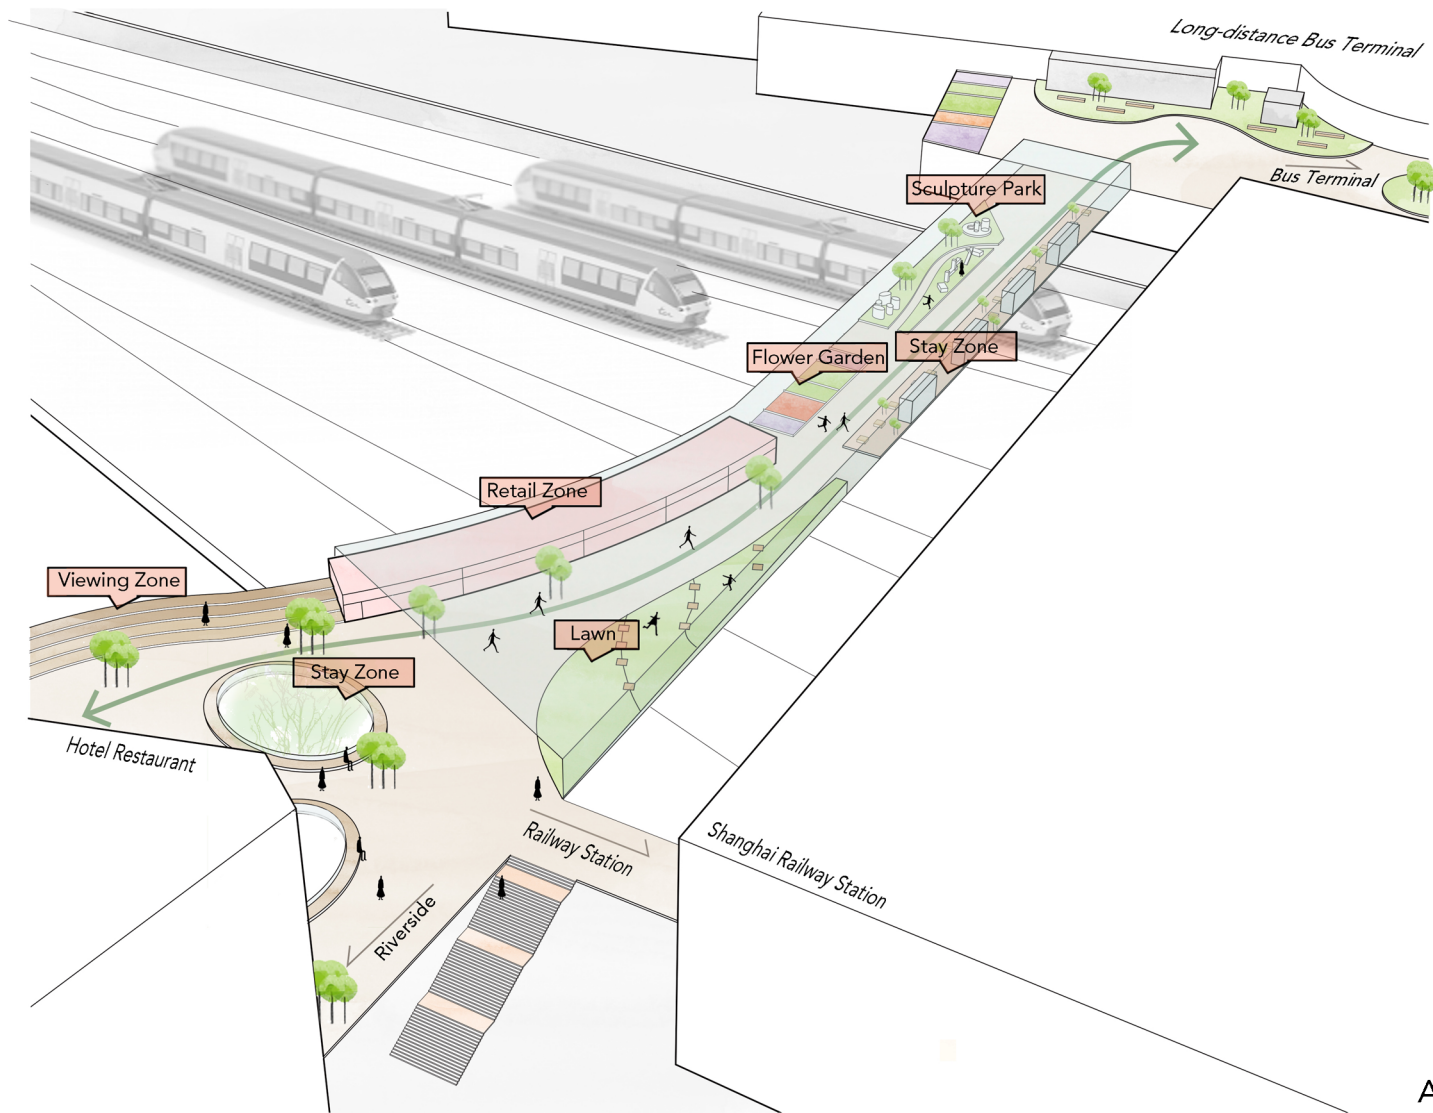 Long-distance Bus Terminal
Bus Terminal
Sculpture Park
Stay Zone
Flower Garden
Retail Zone
Viewing Zone
Lawn
Stay Zone
Hotel Restaurant
Railway Station
Shanghai Railway Station
Riverside
A